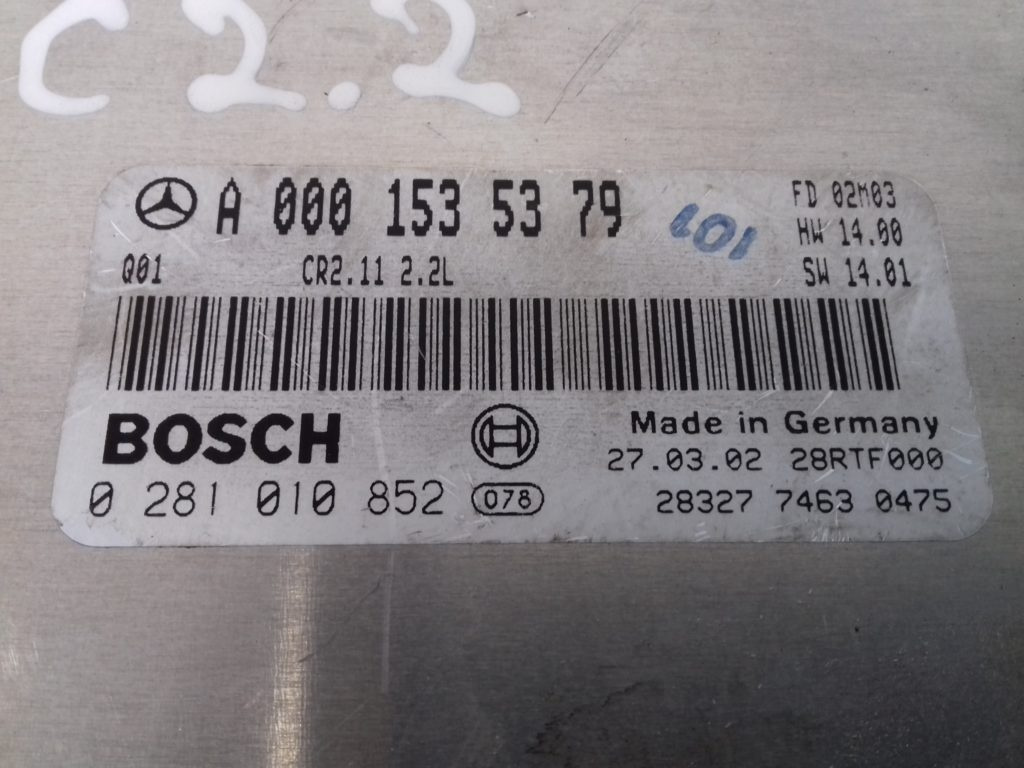 C 2.2
A 000 153 53 79
101
FD 02M03
HW 14.00
Q01 CR2.11 2.2L
SW 14.01
BOSCH
Made in Germany
27.03.02 28RTF000
0 281 010 852 078
28327 7463 0475